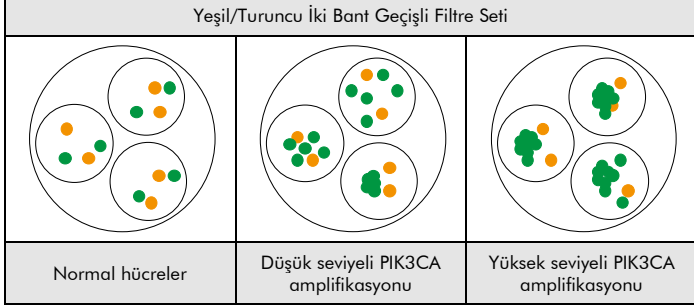 Yeşil/Turuncu İki Bant Geçişli Filtre Seti
Normal hücreler
Düşük seviyeli PIK3CA
amplifikasyonu
Yüksek seviyeli PIK3CA
amplifikasyonu